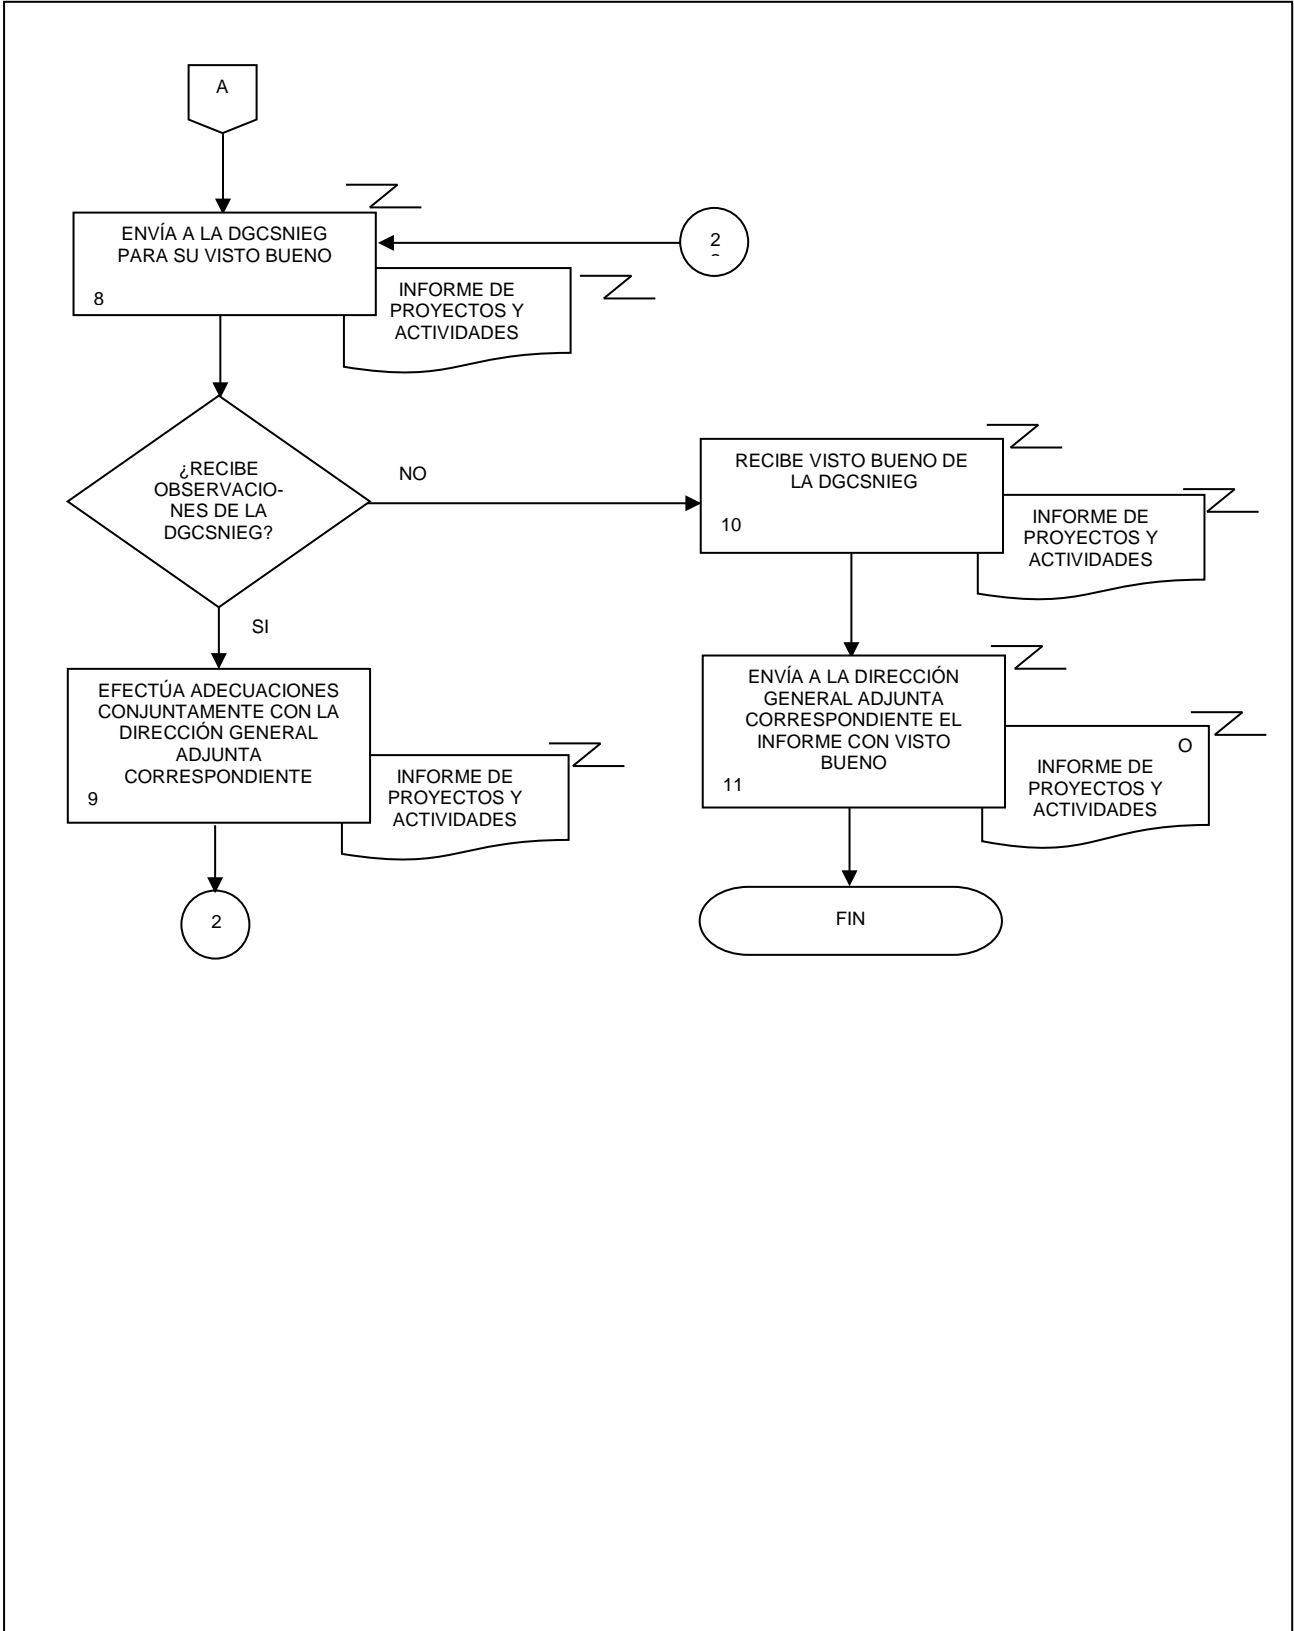 A
ENVÍA A LA DGCSNIEG
PARA SU VISTO BUENO
8
2
INFORME DE
PROYECTOS Y
ACTIVIDADES
¿RECIBE
OBSERVACIO-
NES DE LA
DGCSNIEG?
NO
SI
RECIBE VISTO BUENO DE
LA DGCSNIEG
10
INFORME DE
PROYECTOS Y
ACTIVIDADES
EFECTÚA ADECUACIONES
CONJUNTAMENTE CON LA
DIRECCIÓN GENERAL
ADJUNTA
CORRESPONDIENTE
9
INFORME DE
PROYECTOS Y
ACTIVIDADES
2
ENVÍA A LA DIRECCIÓN
GENERAL ADJUNTA
CORRESPONDIENTE EL
INFORME CON VISTO
BUENO
11
O
INFORME DE
PROYECTOS Y
ACTIVIDADES
FIN